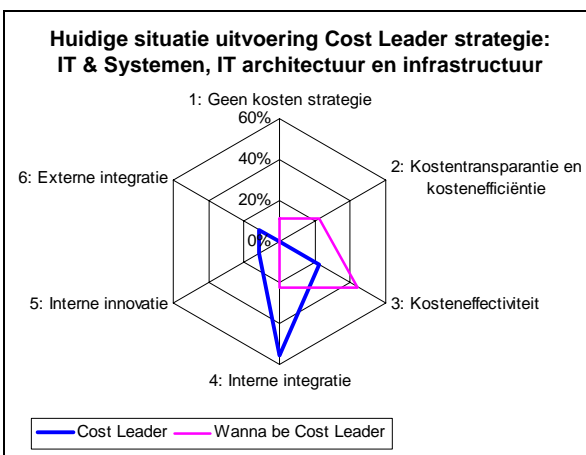 Huidige situatie uitvoering Cost Leader strategie:
IT & Systemen, IT architectuur en infrastructuur
1: Geen kosten strategie
60%
40%
20%
0%
2: Kostentransparantie en
kostenefficiëntie
3: Kosteneffectiviteit
4: Interne integratie
5: Interne innovatie
6: Externe integratie
Cost Leader
Wanna be Cost Leader